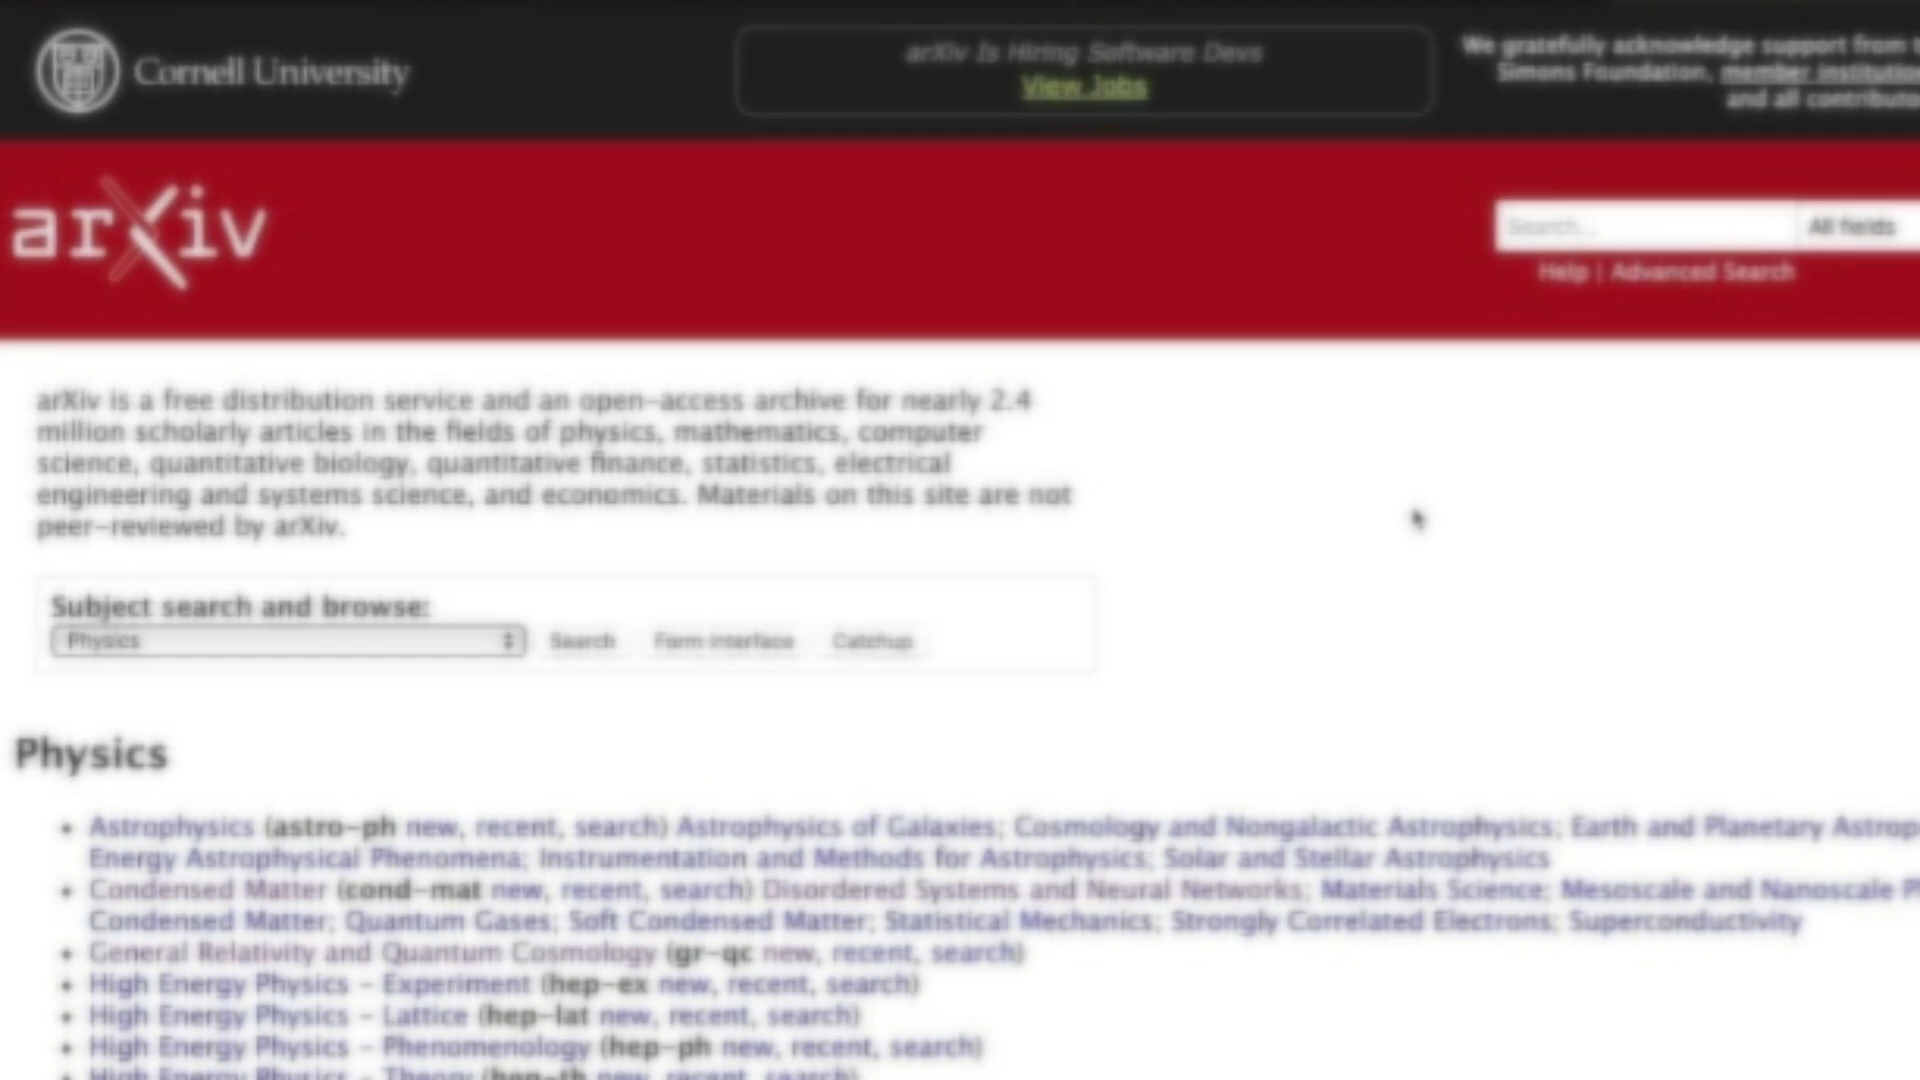 Cornell University
arXiv Is Hiring Software Devs
View Jobs
We gratefully acknowledge support from
Simons Foundation, member
and all
arXiv
Search...
All fields
Help | Advanced Search
arXiv is a free distribution service and an open-access archive for nearly 2.4
million scholarly articles in the fields of physics, mathematics, computer
science, quantitative biology, quantitative finance, statistics, electrical
engineering and systems science, and economics. Materials on this site are not
peer-reviewed by arXiv.
Subject search and browse:
Physics
Search
Form Interface
Catchup
Physics
Astrophysics (astro-ph new, recent, search) Astrophysics of Galaxies; Cosmology and Nongalactic Astrophysics; Earth and Planetary
Energy Astrophysical Phenomena; Instrumentation and Methods for Astrophysics; Solar and Stellar Astrophysics
Condensed Matter (cond-mat new, recent, search) Disordered Systems and Neural Networks; Materials Science; Mesoscale and Nanoscale
Condensed Matter; Quantum Gases; Soft Condensed Matter; Statistical Mechanics; Strongly Correlated Electrons; Superconductivity
General Relativity and Quantum Cosmology (gr-qc new, recent, search)
High Energy Physics - Experiment (hep-ex new, recent, search)
High Energy Physics - Lattice (hep-lat new, recent, search)
High Energy Physics - Phenomenology (hep-ph new, recent, search)
High Energy Physics - Theory (hep-th new, recent, search)